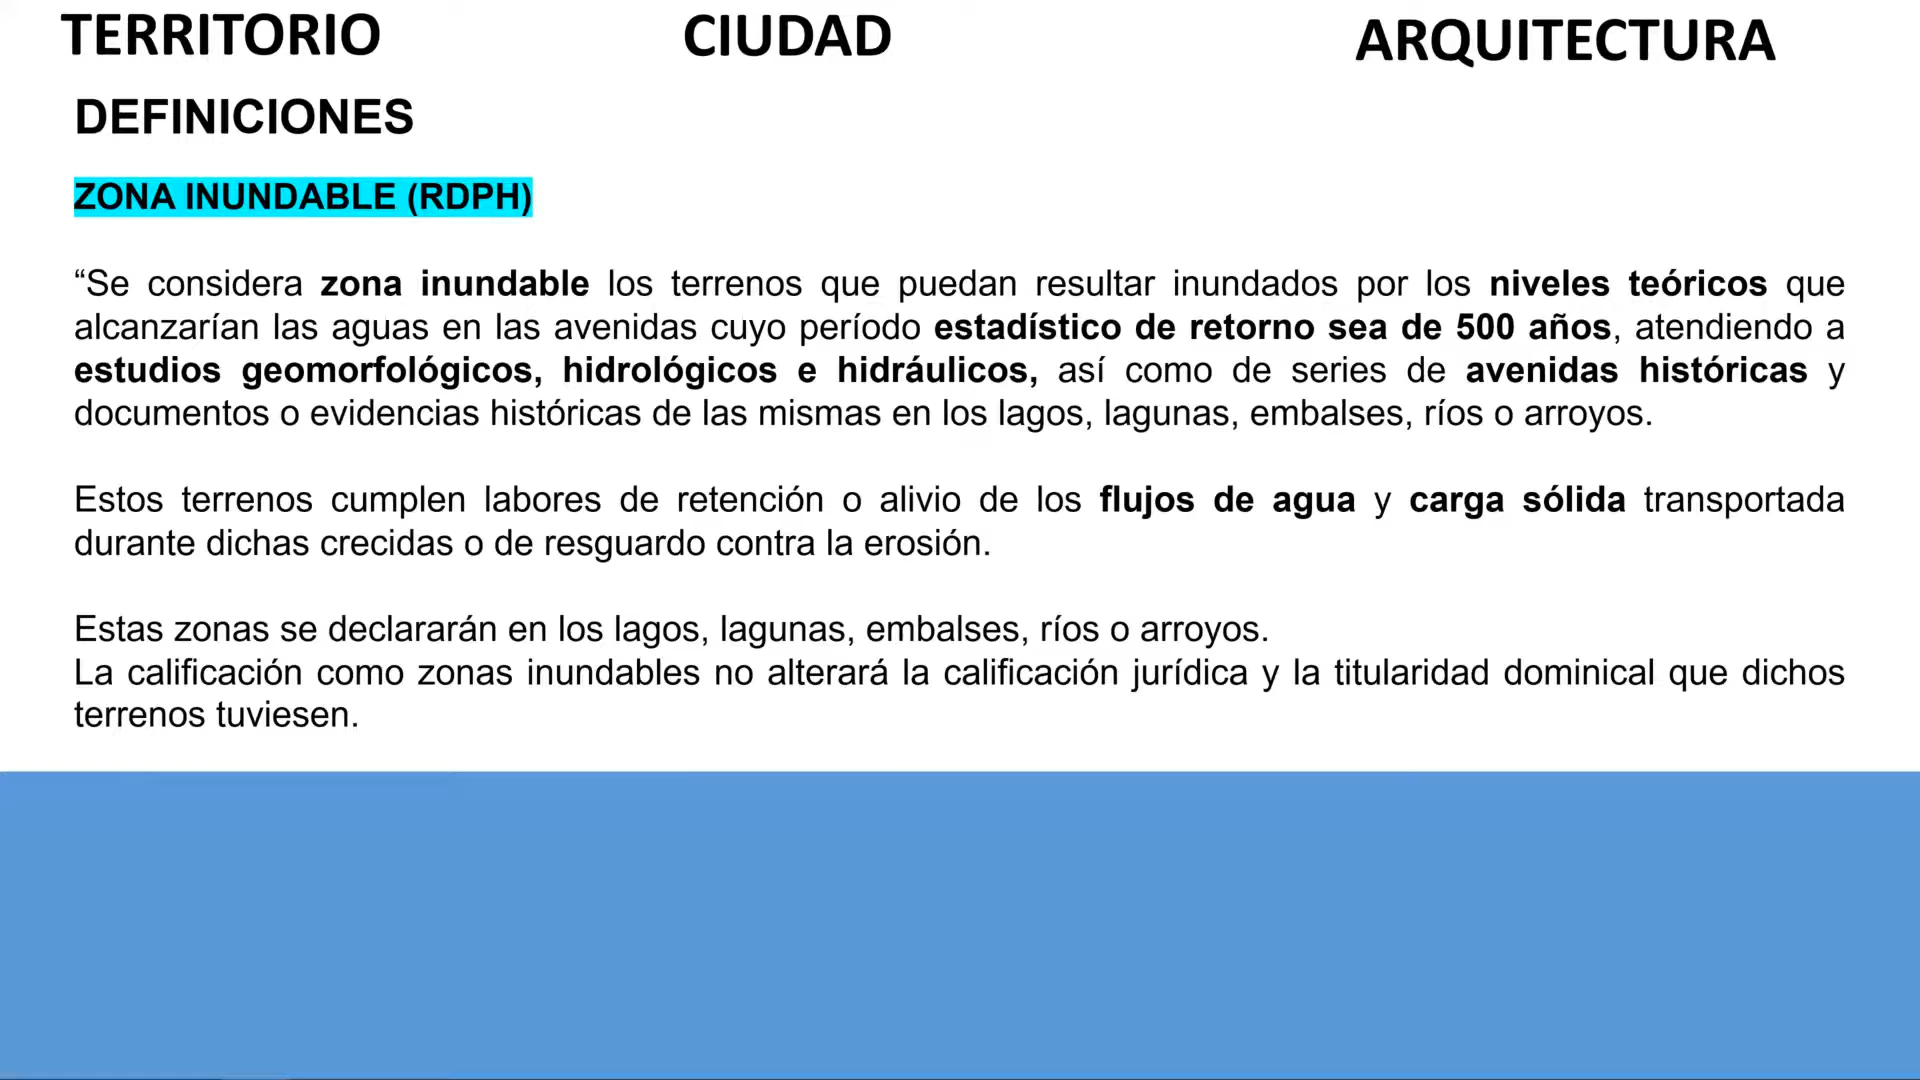 TERRITORIO CIUDAD ARQUITECTURA
DEFINICIONES
ZONA INUNDABLE (RDPH)
“Se considera zona inundable los terrenos que puedan resultar inundados por los niveles teóricos que
alcanzarían las aguas en las avenidas cuyo período estadístico de retorno sea de 500 años, atendiendo a
estudios geomorfológicos, hidrológicos e hidráulicos, así como de series de avenidas históricas y
documentos o evidencias históricas de las mismas en los lagos, lagunas, embalses, ríos o arroyos.
Estos terrenos cumplen labores de retención o alivio de los flujos de agua y carga sólida transportada
durante dichas crecidas o de resguardo contra la erosión.
Estas zonas se declararán en los lagos, lagunas, embalses, ríos o arroyos.
La calificación como zonas inundables no alterará la calificación jurídica y la titularidad dominical que dichos
terrenos tuviesen.